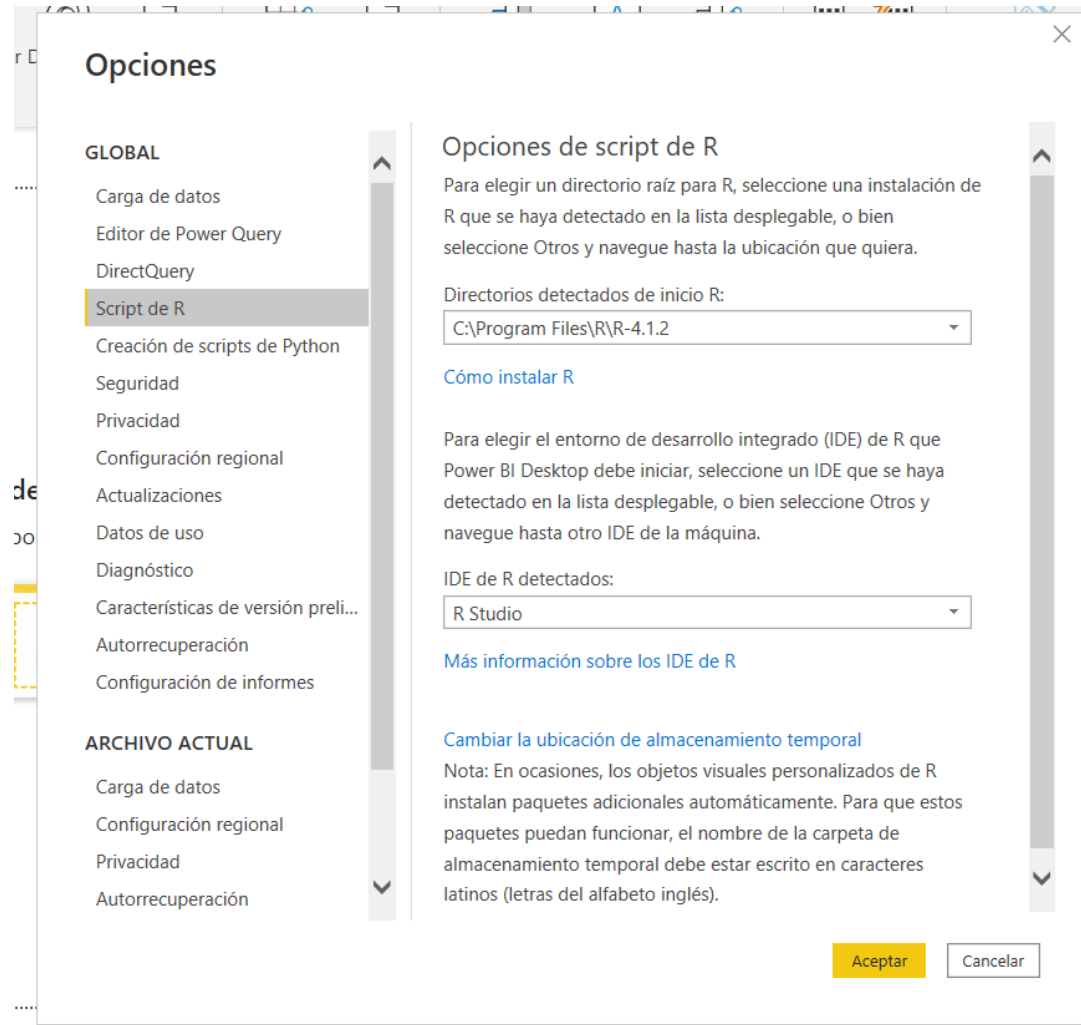 r D
Opciones
GLOBAL
Carga de datos
Editor de Power Query
DirectQuery
Script de R
Creación de scripts de Python
Seguridad
Privacidad
Configuración regional
Actualizaciones
Datos de uso
Diagnóstico
Características de versión preli...
Autorrecuperación
Configuración de informes
ARCHIVO ACTUAL
Carga de datos
Configuración regional
Privacidad
Autorrecuperación
Opciones de script de R
Para elegir un directorio raíz para R, seleccione una instalación de
R que se haya detectado en la lista desplegable, o bien
seleccione Otros y navegue hasta la ubicación que quiera.
Directorios detectados de inicio R:
C:\Program Files\R\R-4.1.2
Cómo instalar R
Para elegir el entorno de desarrollo integrado (IDE) de R que
Power BI Desktop debe iniciar, seleccione un IDE que se haya
detectado en la lista desplegable, o bien seleccione Otros y
navegue hasta otro IDE de la máquina.
IDE de R detectados:
R Studio
Más información sobre los IDE de R
Cambiar la ubicación de almacenamiento temporal
Nota: En ocasiones, los objetos visuales personalizados de R
instalan paquetes adicionales automáticamente. Para que estos
paquetes puedan funcionar, el nombre de la carpeta de
almacenamiento temporal debe estar escrito en caracteres
latinos (letras del alfabeto inglés).
Aceptar
Cancelar
de